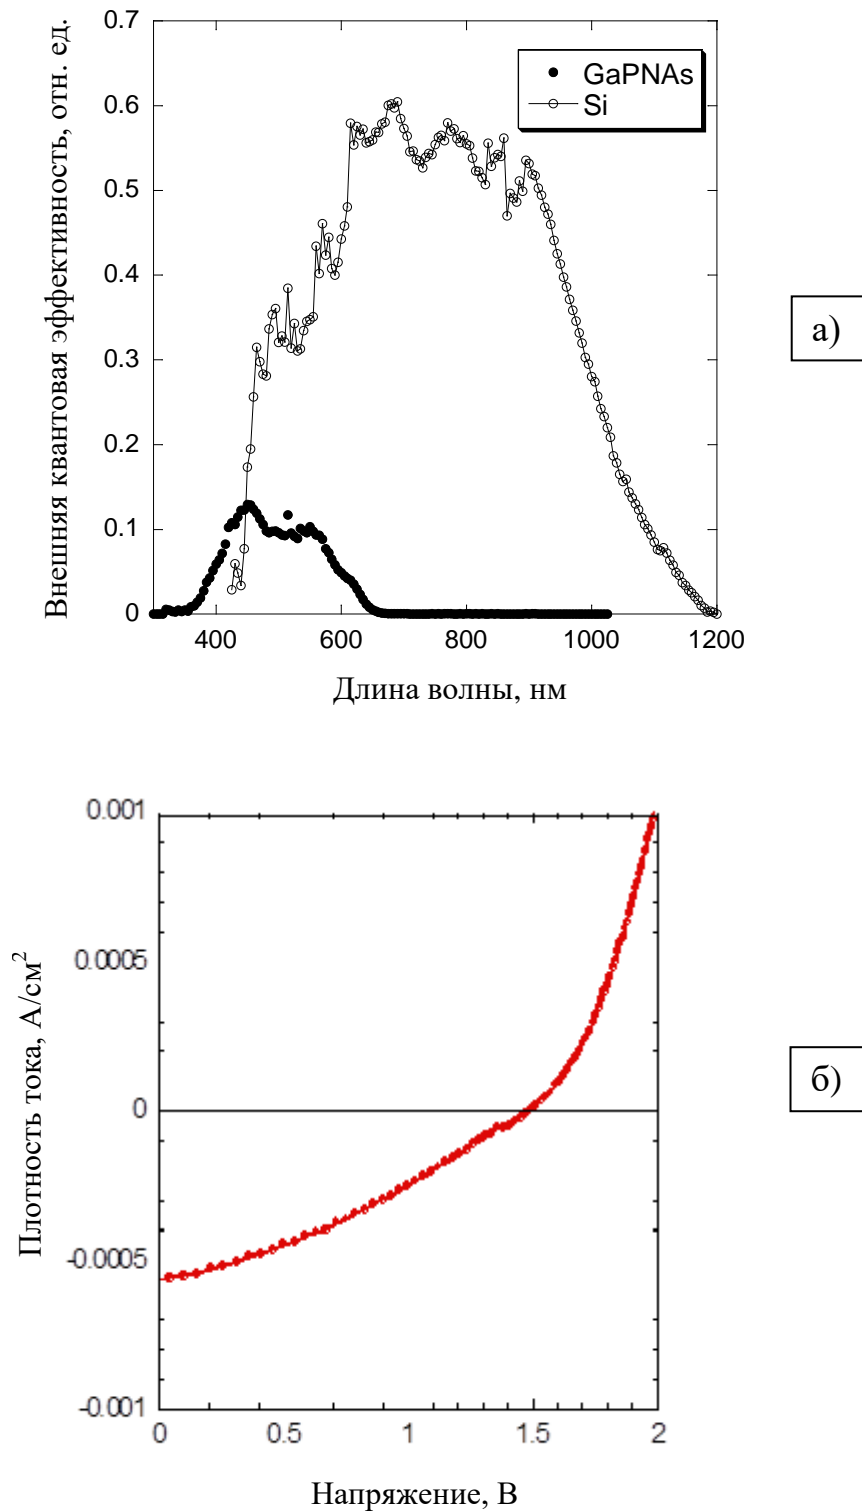 0.7
0.6
0.5
0.4
0.3
0.2
0.1
0
Внешняя квантовая эффективность, отн. ед.
GaPNAs
Si
400
600
800
1000
1200
Длина волны, нм
а)
0.001
0.0005
0
-0.0005
-0.001
Плотность тока, А/см²
0
0.5
1
1.5
2
Напряжение, В
б)